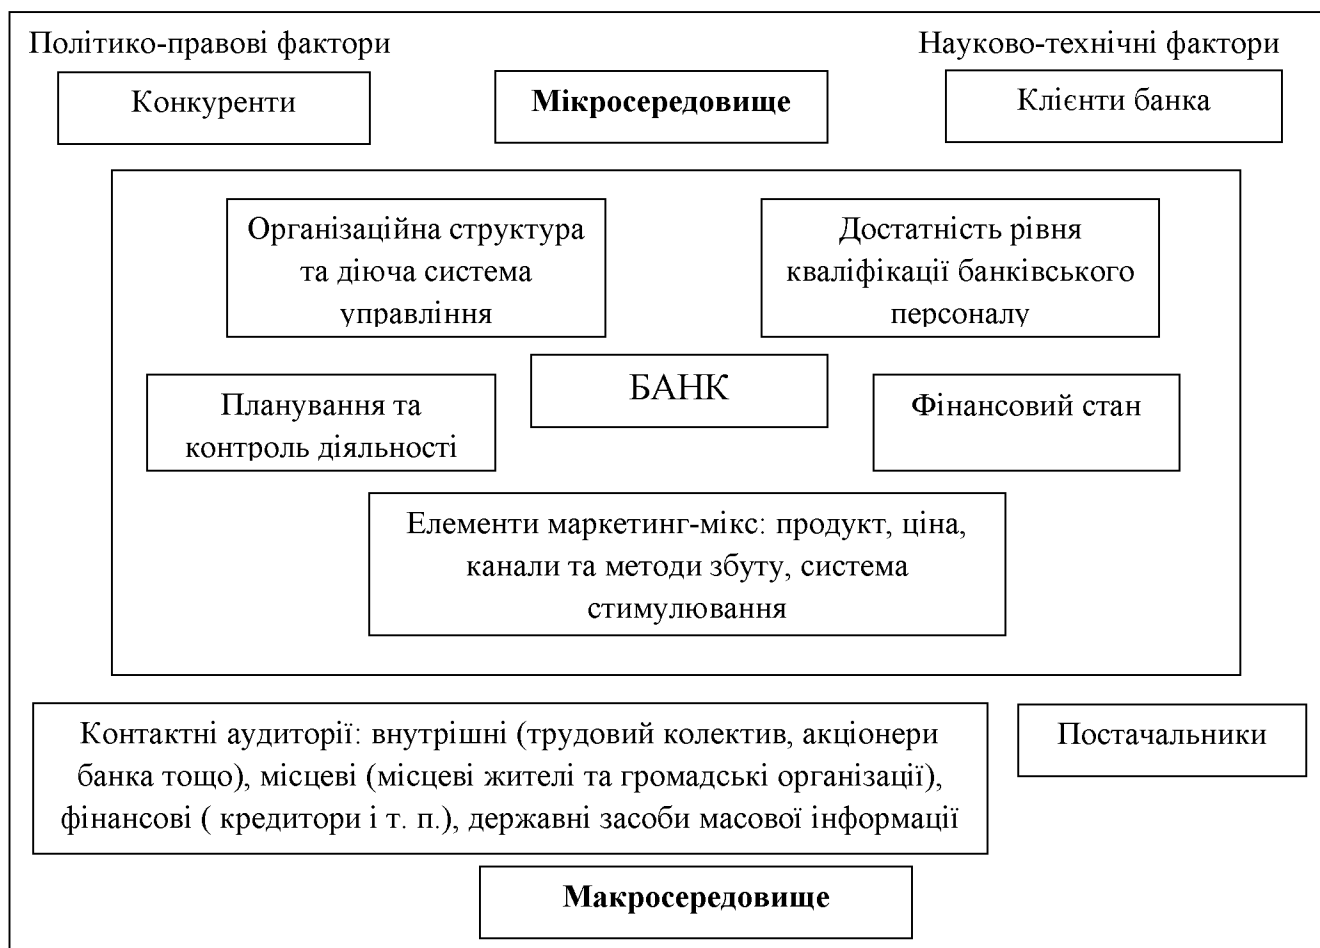 Політико-правові фактори
Науково-технічні фактори
Конкуренти
Мікросередовище
Клієнти банка
Організаційна структура
та діюча система
управління
Достатність рівня
кваліфікації банківського
персоналу
БАНК
Планування та
контроль діяльності
Фінансовий стан
Елементи маркетинг-мікс: продукт, ціна,
канали та методи збуту, система
стимулювання
Контактні аудиторії: внутрішні (трудовий колектив, акціонери
банка тощо), місцеві (місцеві жителі та громадські організації),
фінансові ( кредитори і т. п.), державні засоби масової інформації
Постачальники
Макросередовище